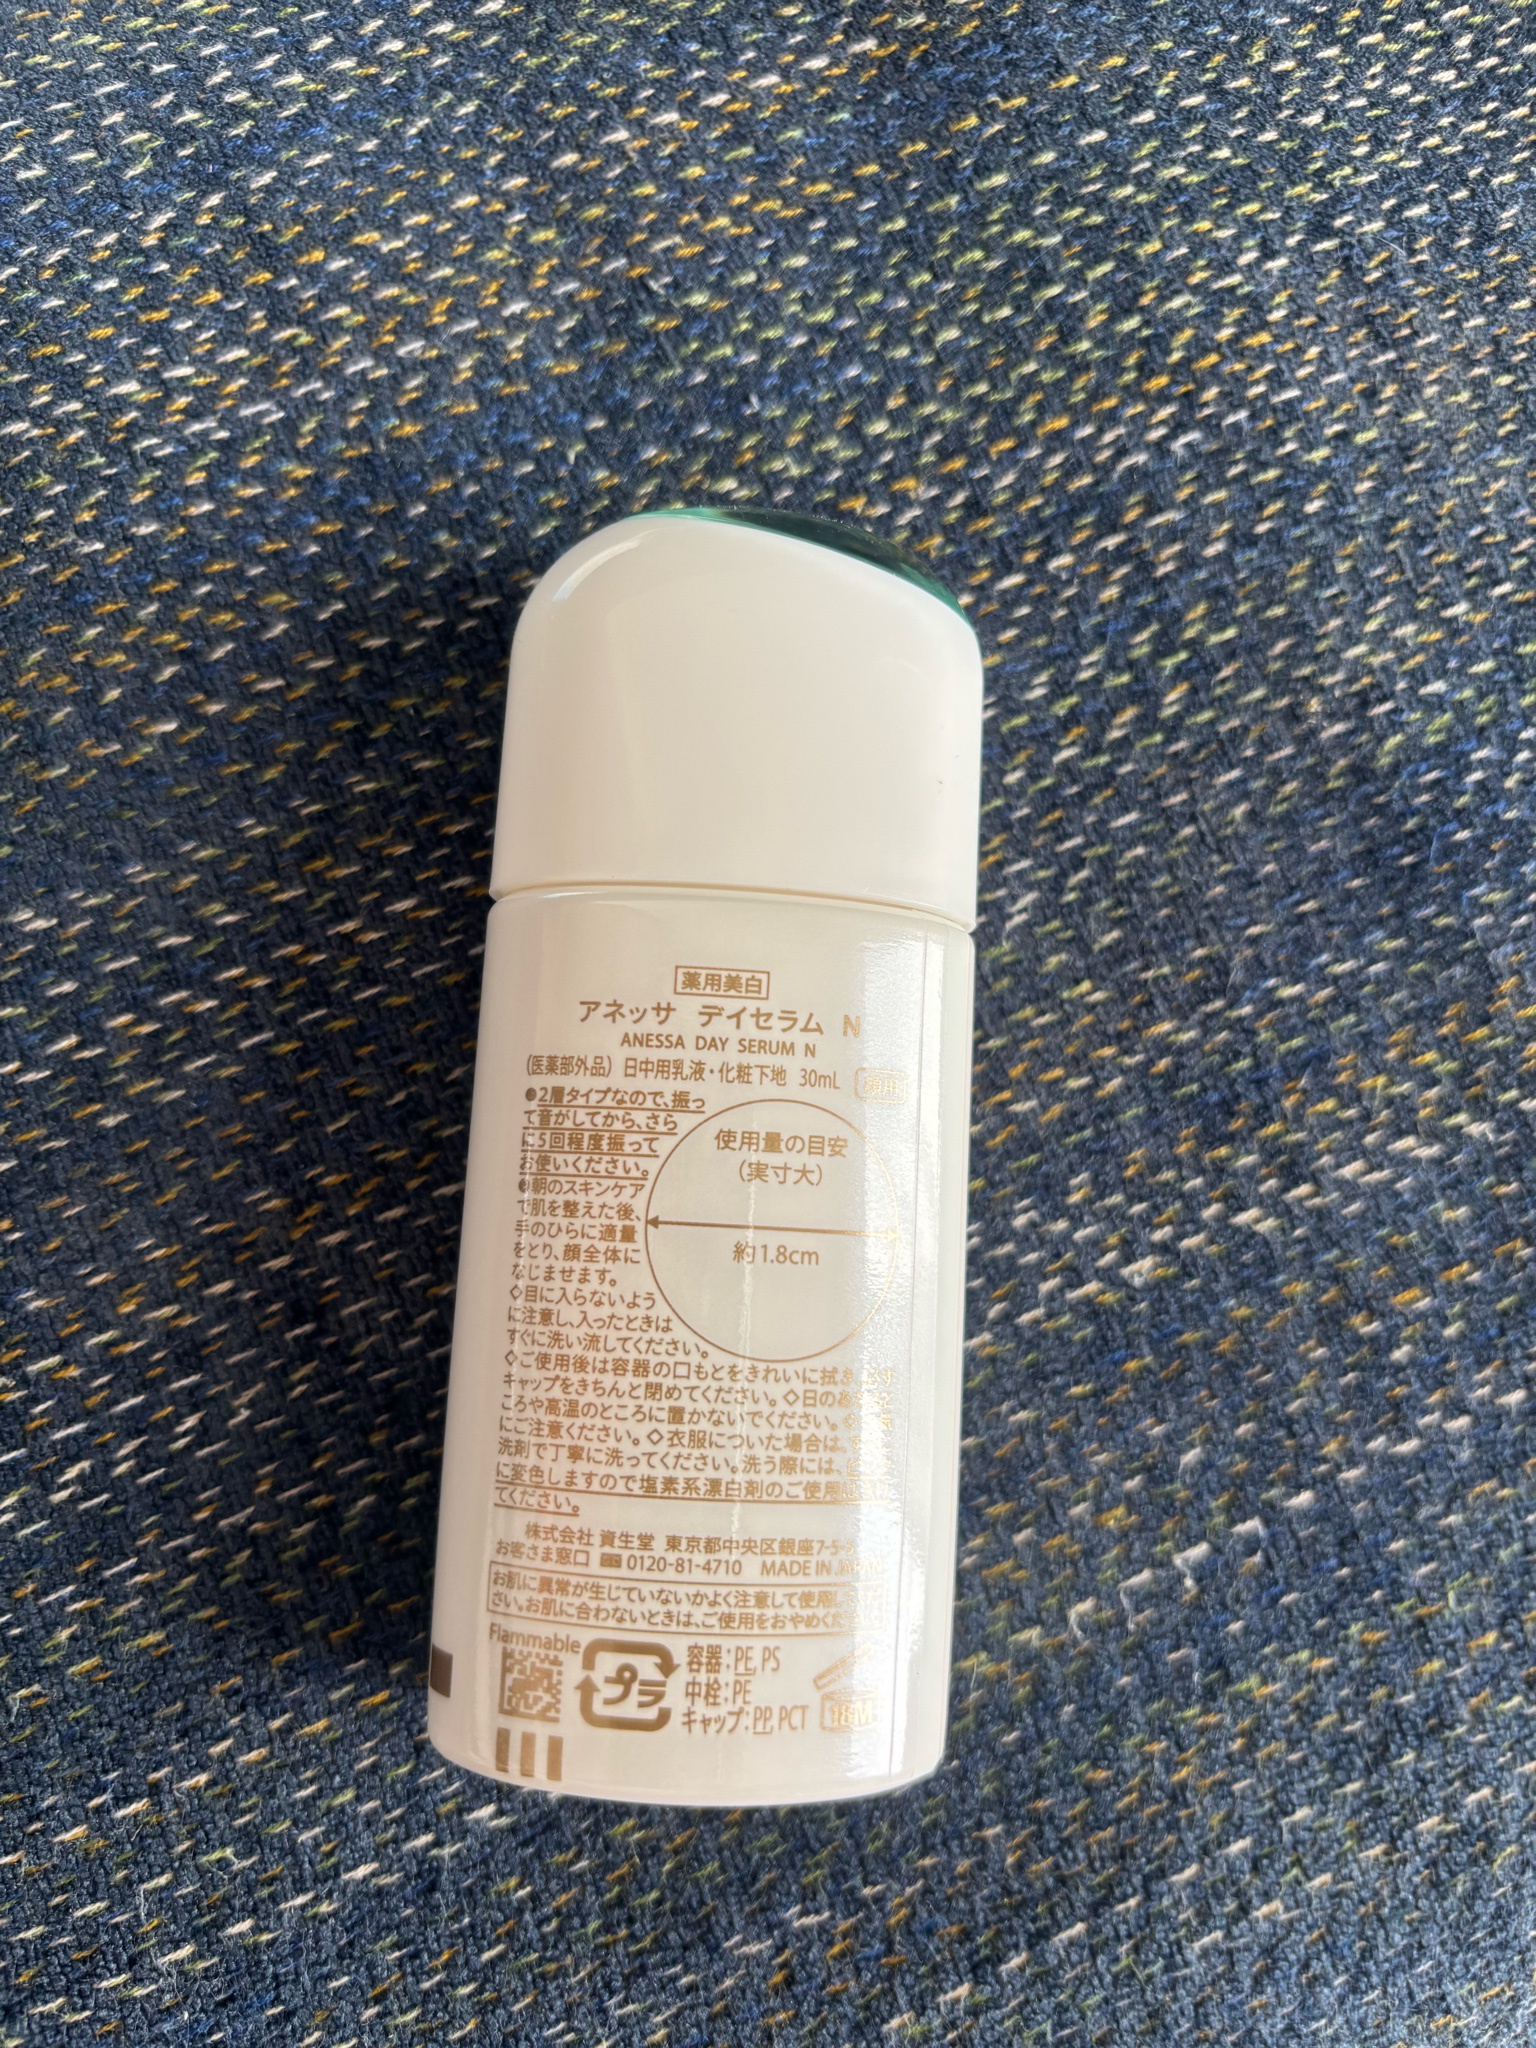 薬用美白
アネッサ デイセラム N
ANESSA DAY SERUM N
(医薬部外品) 日中用乳液・化粧下地 30mL
●2層タイプなので、振っ
て音がしてから、さら
に5回程度振って
お使いください。
●朝のスキンケア
で肌を整えた後、
手のひらに適量
をとり、顔全体に
なじませます。
使用量の目安
(実寸大)
約1.8cm
◇目に入らないよう
に注意し、入ったときは
すぐに洗い流してください。
◇ご使用後は容器の口もとをきれいに拭き
キャップをきちんと閉めてください。◇日のあ
ころや高温のところに置かないでください。◇
にご注意ください。◇衣服についた場合は、
洗剤で丁寧に洗ってください。洗う際には、
に変色しますので塩素系漂白剤のご使用は
てください。
株式会社 資生堂 東京都中央区銀座7-5-5
お客さま窓口 0120-81-4710 MADE IN JAPAN
お肌に異常が生じていないかよく注意して使用し
さい。お肌に合わないときは、ご使用をおやめくだ
Flammable
プラ
容器:PE, PS
中栓:PE
キャップ:PP, PCT
18M